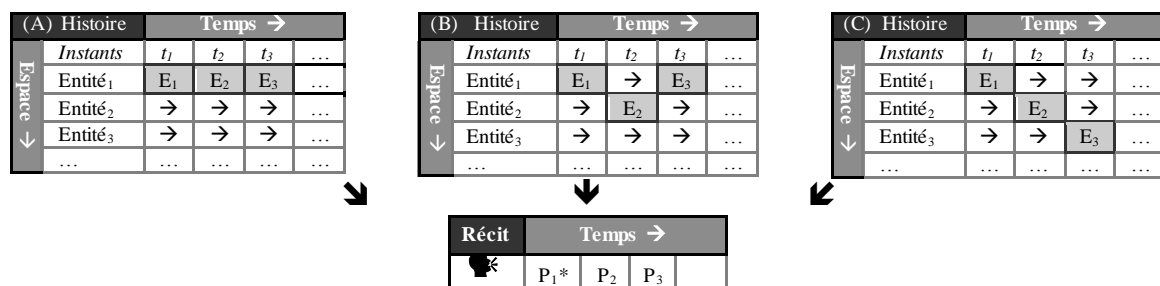 (A) Histoire Temps →
Instants t1 t2 t3 …
Espace →
Entité1 E1 E2 E3 …
Entité2 → → →
Entité3 → → →
… … … … …
(B) Histoire Temps →
Instants t1 t2 t3 …
Espace →
Entité1 E1 → E3 …
Entité2 → E2 →
Entité3 → → →
… … … … …
(C) Histoire Temps →
Instants t1 t2 t3 …
Espace →
Entité1 E1 → →
Entité2 → E2 → …
Entité3 → → E3 …
… … … … …
Récit Temps →
P1* P2 P3